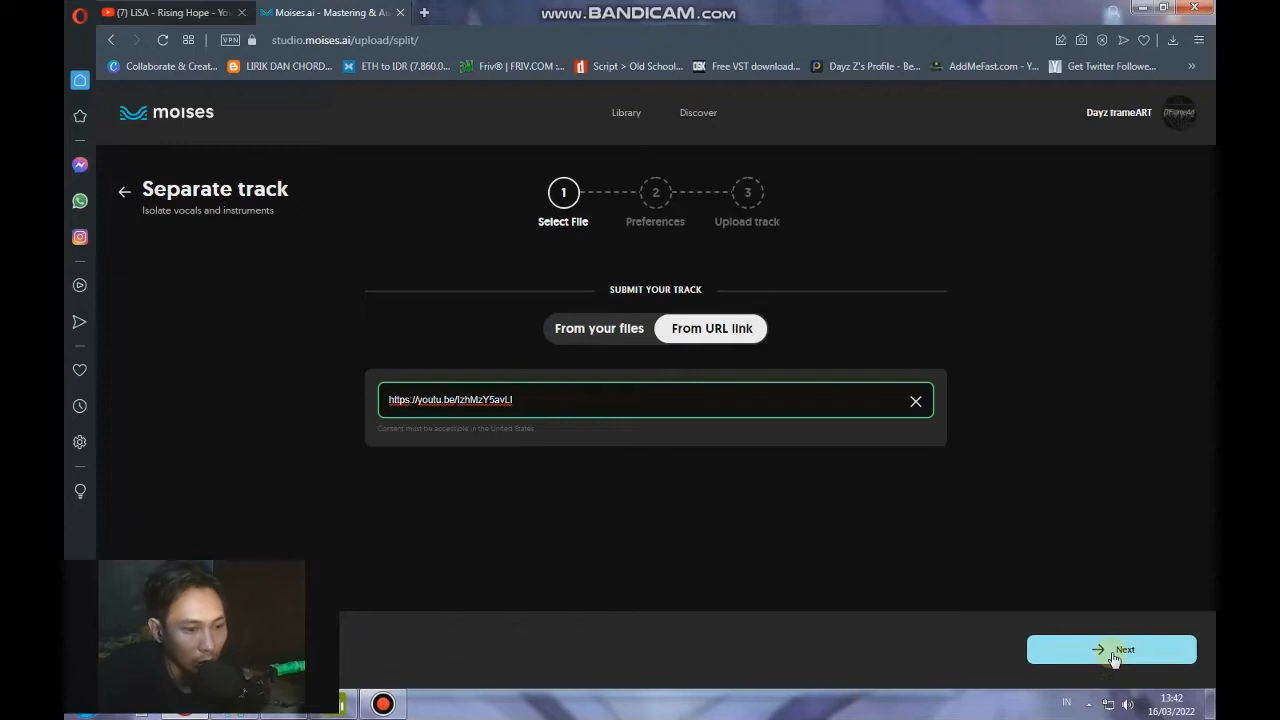 www.BANDICAM.com
(7) LiSA - Rising Hope - You
Moises.ai - Mastering & Au
VPN
studio.moises.ai/upload/split/
Collaborate & Creat...
LIRIK DAN CHORD...
ETH to IDR (7.860.0...
Friv® | FRIV.COM :...
Script > Old School...
Free VST download...
Dayz Z's Profile - Be...
AddMeFast.com - Y...
Get Twitter Followe...
»
moises
Library
Discover
Dayz frameART
Separate track
Isolate vocals and instruments
1
2
3
Select File
Preferences
Upload track
SUBMIT YOUR TRACK
From your files
From URL link
https://youtu.be/IzhMzY5avLI
Content must be accessible in the United States
Next
IN
13:42
16/03/2022